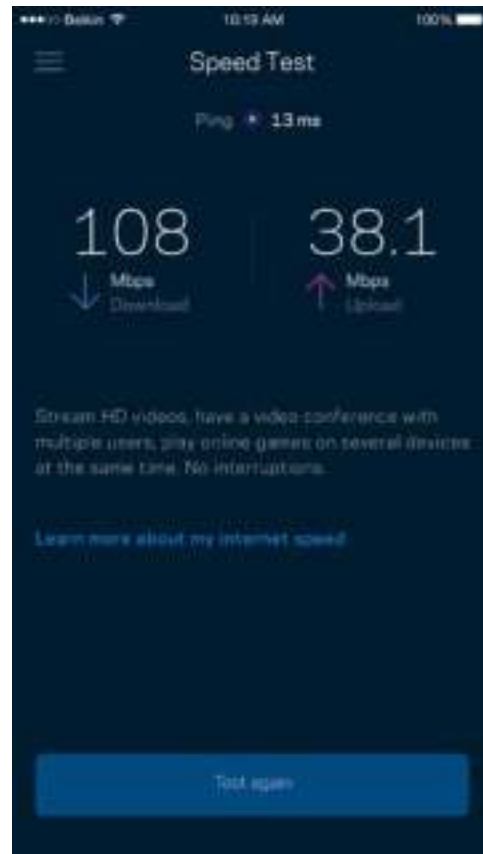 Belkin 10:13 AM 100%
Speed Test
Ping 13 ms
108 38.1
Mbps Mbps
Download Upload
Stream HD videos, have a video conference with
multiple users, play online games on several devices
at the same time. No interruptions.
Learn more about my internet speed
Test again